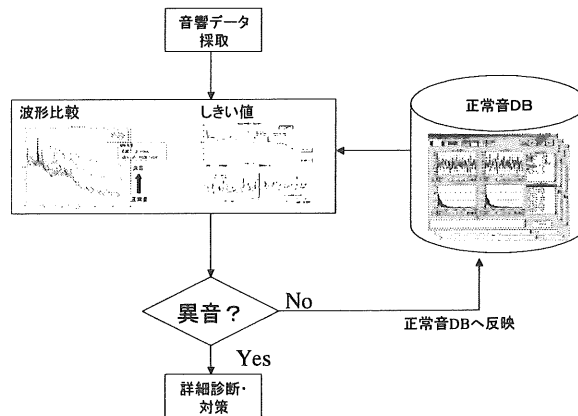 音響データ
採取
波形比較
しきい値
正常音DB
異音？
No
正常音DBへ反映
Yes
詳細診断・
対策